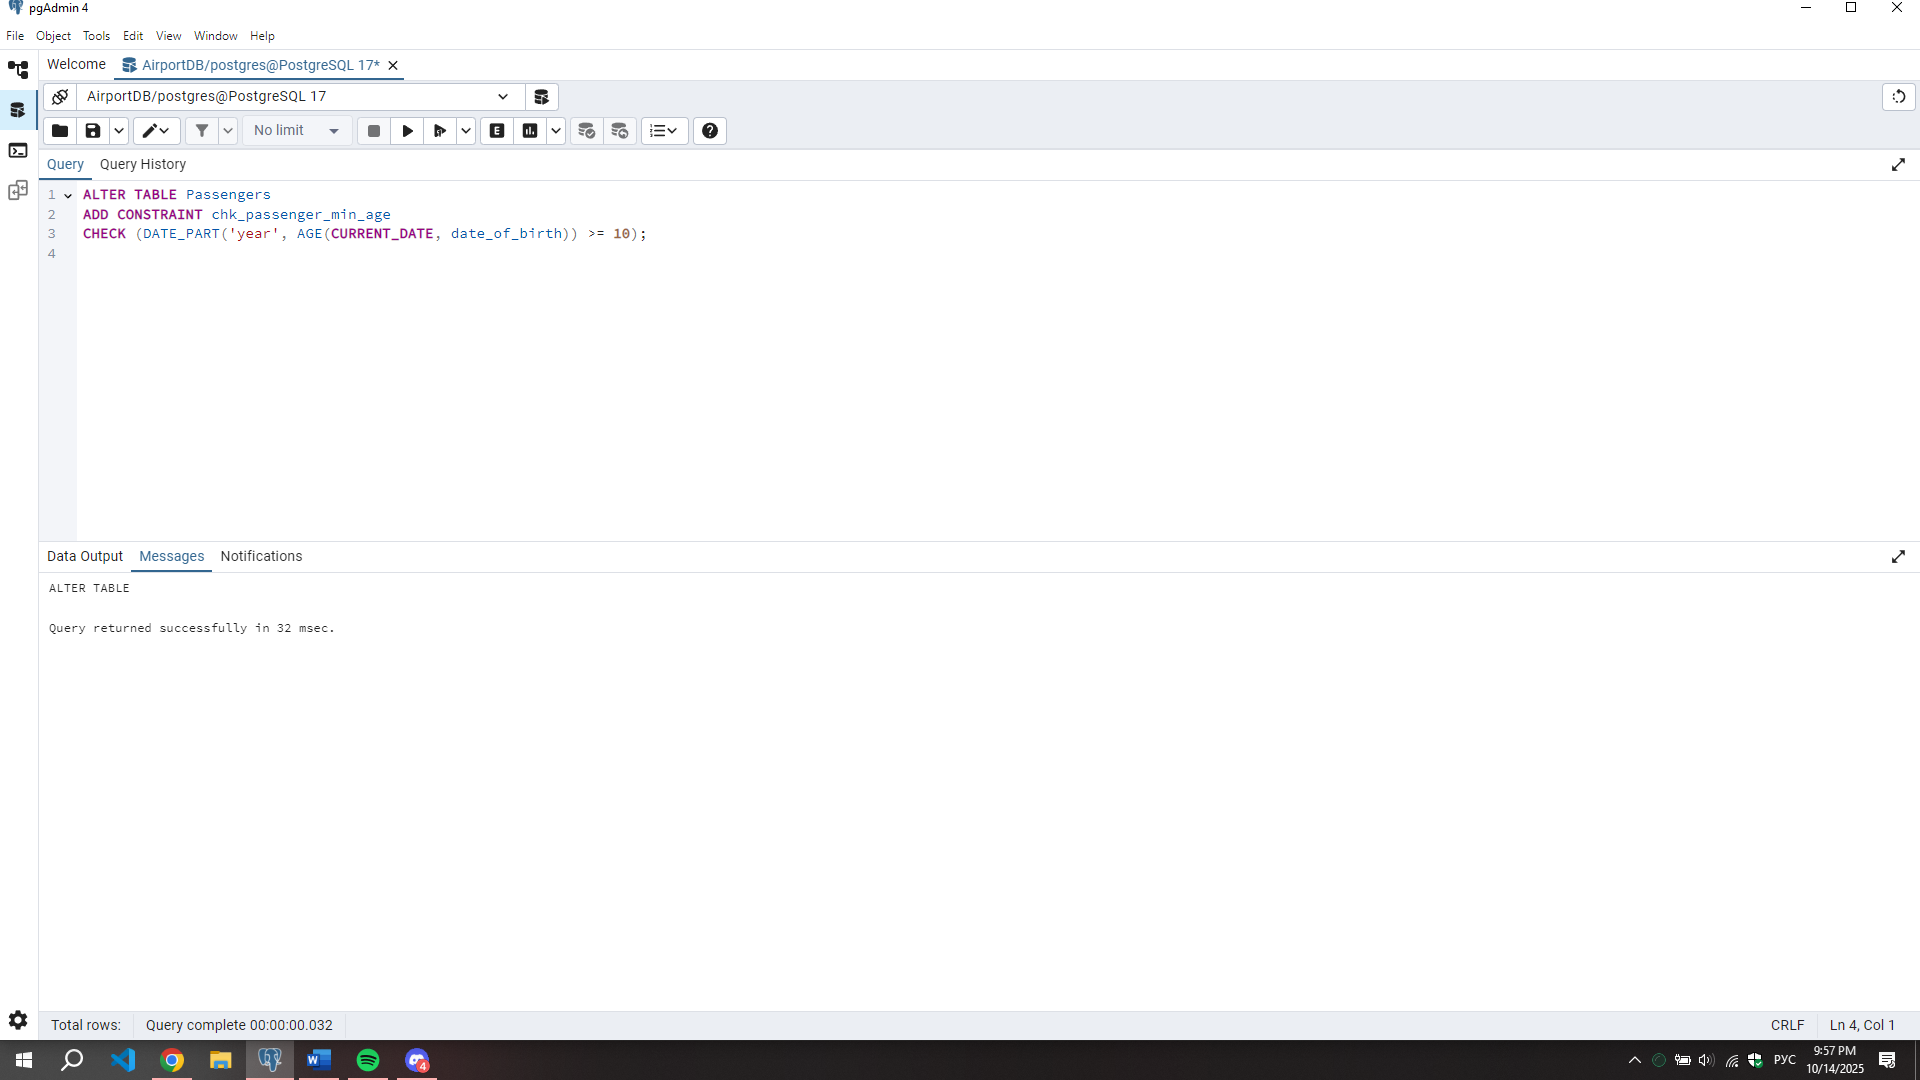 pgAdmin 4
File Object Tools Edit View Window Help
Welcome AirportDB/postgres@PostgreSQL 17*
AirportDB/postgres@PostgreSQL 17
No limit E
Query Query History
1 ALTER TABLE Passengers
2 ADD CONSTRAINT chk_passenger_min_age
3 CHECK (DATE_PART('year', AGE(CURRENT_DATE, date_of_birth)) >= 10);
4
Data Output Messages Notifications
ALTER TABLE
Query returned successfully in 32 msec.
Total rows: Query complete 00:00:00.032 CRLF Ln 4, Col 1
4 РУС 9:57 PM
10/14/2025